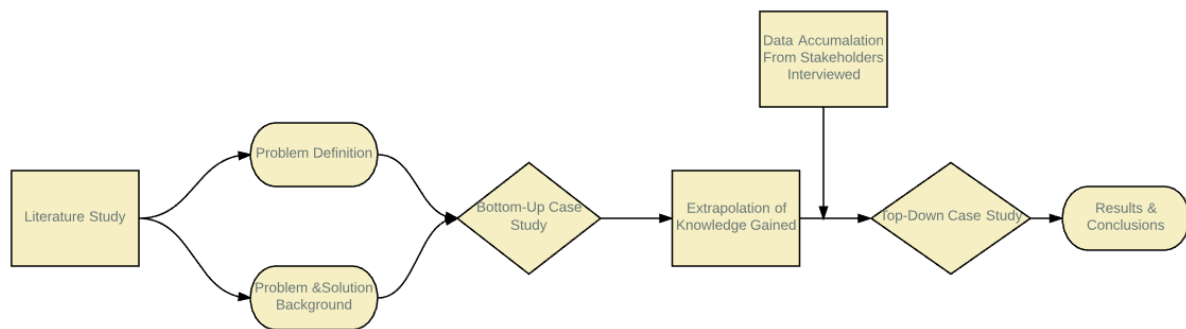 Literature Study
Problem Definition
Problem &Solution
Background
Bottom-Up Case
Study
Extrapolation of
Knowledge Gained
Data Accumalation
From Stakeholders
Interviewed
Top-Down Case Study
Results &
Conclusions